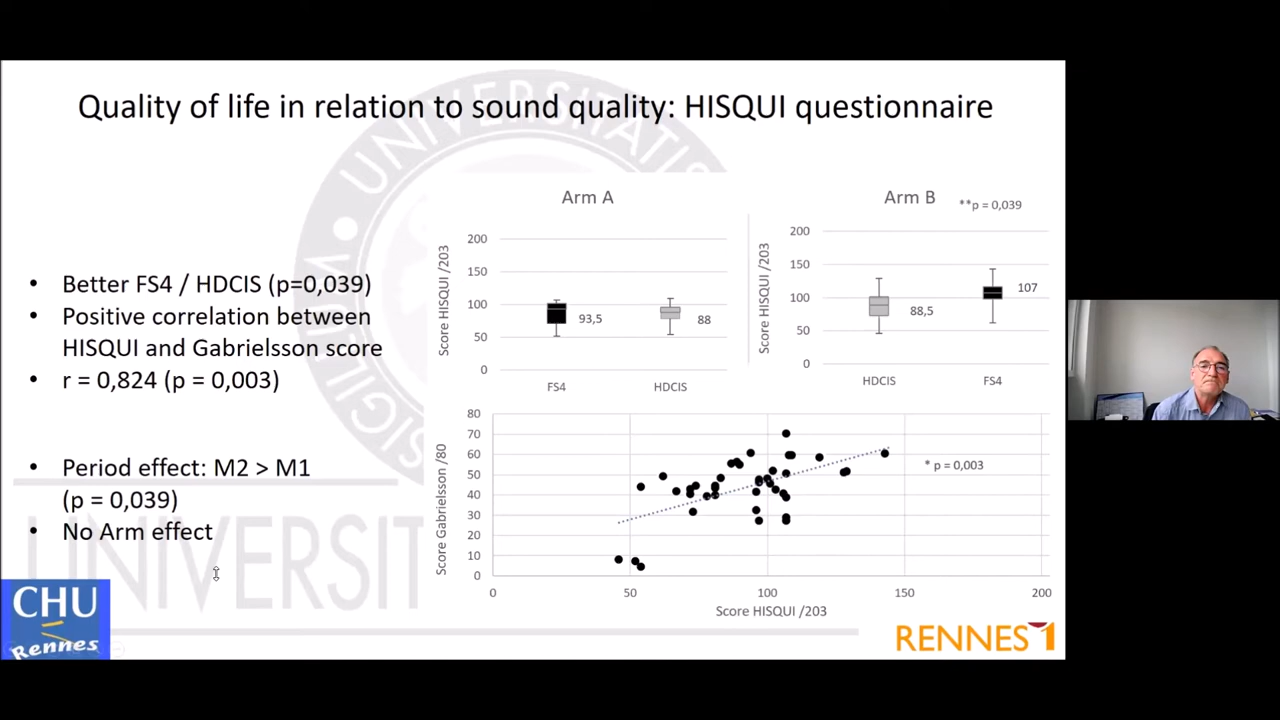 Quality of life in relation to sound quality: HISQUI questionnaire
• Better FS4 / HDCIS (p=0,039)
• Positive correlation between
HISQUI and Gabrielsson score
• r = 0,824 (p = 0,003)
• Period effect: M2 > M1
(p = 0,039)
• No Arm effect
Arm A
Score HISQUI /203
200
150
100
50
0
93,5
88
FS4
HDCIS
Arm B
**p = 0,039
Score HISQUI /203
200
150
100
50
0
88,5
107
HDCIS
FS4
Score Gabrielsson /80
80
70
60
50
40
30
20
10
0
* p = 0,003
0
50
100
150
200
Score HISQUI /203
CHU
Rennes
RENNES 1
UNIVERSIT
UNIVERSITATIS
SIGIL